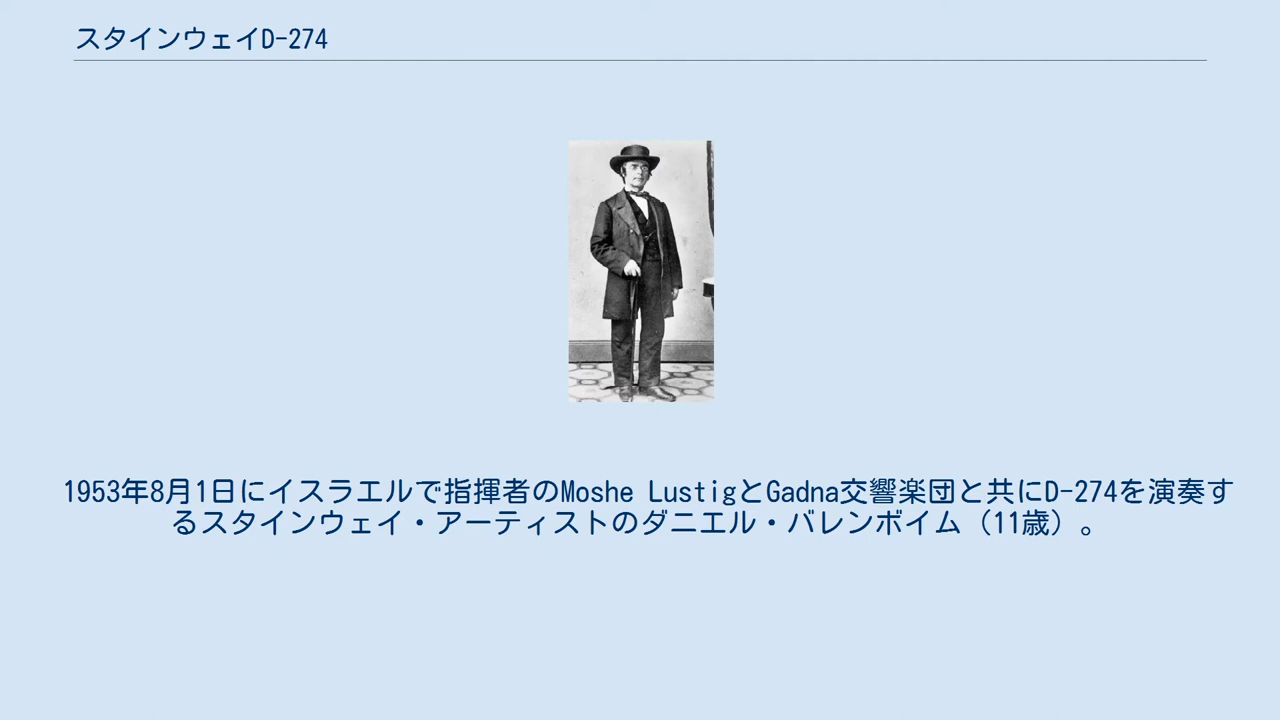 スタインウェイD-274
1953年8月1日にイスラエルで指揮者のMoshe LustigとGadna交響楽団と共にD-274を演奏す
るスタインウェイ・アーティストのダニエル・バレンボイム（11歳）。